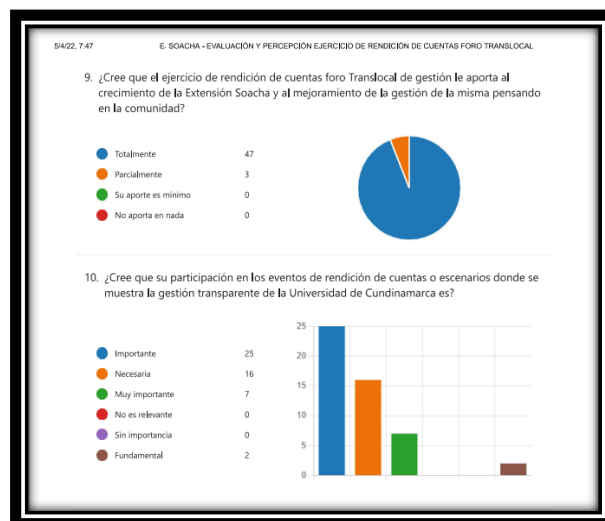 5/4/22, 7:47 E. SOACHA - EVALUACIÓN Y PERCEPCIÓN EJERCICIO DE RENDICIÓN DE CUENTAS FORO TRANSLOCAL
9. ¿Cree que el ejercicio de rendición de cuentas foro Translocal de gestión le aporta al
crecimiento de la Extensión Soacha y al mejoramiento de la gestión de la misma pensando
en la comunidad?
Totalmente 47
Parcialmente 3
Su aporte es mínimo 0
No aporta en nada 0
10. ¿Cree que su participación en los eventos de rendición de cuentas o escenarios donde se
muestra la gestión transparente de la Universidad de Cundinamarca es?
Importante 25
Necesaria 16
Muy importante 7
No es relevante 0
Sin importancia 0
Fundamental 2
25
20
15
10
5
0